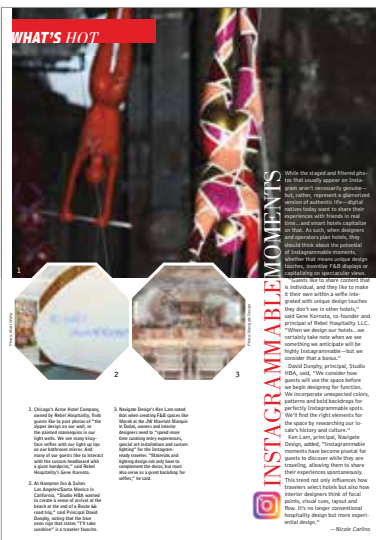 WHAT'S HOT
1
Photo: Matt Wella
2
3
Photo: Navigate Design
INSTAGRAMMABLE MOMENTS
While the staged and filtered pho-
tos that usually appear on Insta-
gram aren't necessarily genuine—
but, rather, represent a glamorized
version of authentic life—digital
natives today want to share their
experiences with friends in real
time...and smart hotels capitalize
on that. As such, when designers
and operators plan hotels, they
should think about the potential
of Instagrammable moments,
whether that means unique design
touches, inventive F&B displays or
capitalizing on spectacular views.
"Guests like to share content that
is individual, and they like to make
it their own within a selfie inte-
grated with unique design touches
they don't see in other hotels,"
said Gene Kornota, co-founder and
principal of Rebel Hospitality LLC.
"When we design our hotels...we
certainly take note when we see
something we anticipate will be
highly Instagrammable—but we
consider that a bonus."
David Dunphy, principal, Studio
HBA, said, "We consider how
guests will use the space before
we begin designing for function.
We incorporate unexpected colors,
patterns and bold backdrops for
perfectly Instagrammable spots.
We'll find the right elements for
the space by researching our lo-
cale's history and culture."
Ken Lam, principal, Navigate
Design, added, "Instagrammable
moments have become pivotal for
guests to discover while they are
traveling, allowing them to share
their experiences spontaneously.
This trend not only influences how
travelers select hotels but also how
interior designers think of focal
points, visual cues, layout and
flow. It's no longer conventional
hospitality design but more experi-
ential design."
—Nicole Carlino
1. Chicago's Acme Hotel Company,
owned by Rebel Hospitality, finds
guests like to post photos of "the
zipper design on our wall, or
the painted mannequins in our
light wells. We see many kissy-
face selfies with our light-up lips
on our bathroom mirror. And
many of our guests like to interact
with the custom headboard with
a giant handprint," said Rebel
Hospitality's Gene Kornota.
2. At Hampton Inn & Suites
Los Angeles/Santa Monica in
California, "Studio HBA wanted
to create a sense of arrival at the
beach at the end of a Route 66
road trip," said Principal David
Dunphy, noting that the blue
neon sign that states "I'll take
sunshine" is a traveler favorite.
3. Navigate Design's Ken Lam noted
that when creating F&B spaces like
Vivrah at the JW Marriott Marquis
in Dubai, owners and interior
designers need to "spend more
time curating entry experiences,
special art installations and custom
lighting" for the Instagram-
ready traveler. "Materials and
lighting design not only have to
complement the decor, but must
also serve as a great backdrop for
selfies," he said.